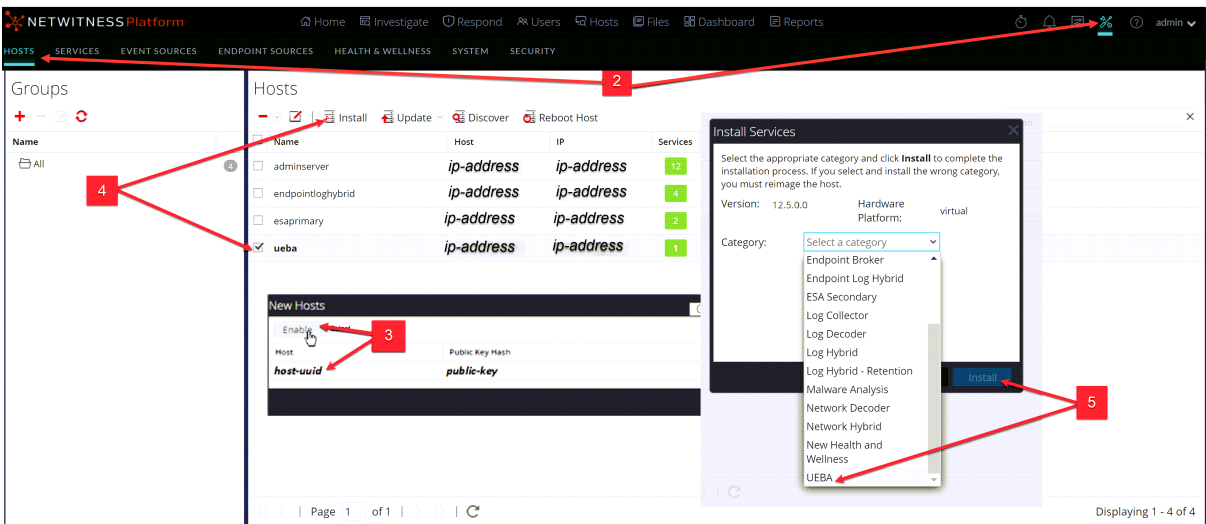 NETWITNESS Platform
Home Investigate Respond Users Hosts Files Dashboard Reports admin
HOSTS SERVICES EVENT SOURCES ENDPOINT SOURCES HEALTH & WELLNESS SYSTEM SECURITY
2
Groups
Name
All 4
4
Hosts
Install Update Discover Reboot Host
Name Host IP Services
adminserver ip-address ip-address 12
endpointloghybrid ip-address ip-address 4
esaprimary ip-address ip-address 2
ueba ip-address ip-address 1
New Hosts
Enable
3
Host Public Key Hash
host-uuid public-key
Install Services
Select the appropriate category and click Install to complete the
installation process. If you select and install the wrong category,
you must reimage the host.
Version: 12.5.0.0 Hardware
Platform: virtual
Category: Select a category
Endpoint Broker
Endpoint Log Hybrid
ESA Secondary
Log Collector
Log Decoder
Log Hybrid
Log Hybrid - Retention
Malware Analysis
Network Decoder
Network Hybrid
New Health and
Wellness
UEBA
Install
5
Page 1 of 1
Displaying 1 - 4 of 4